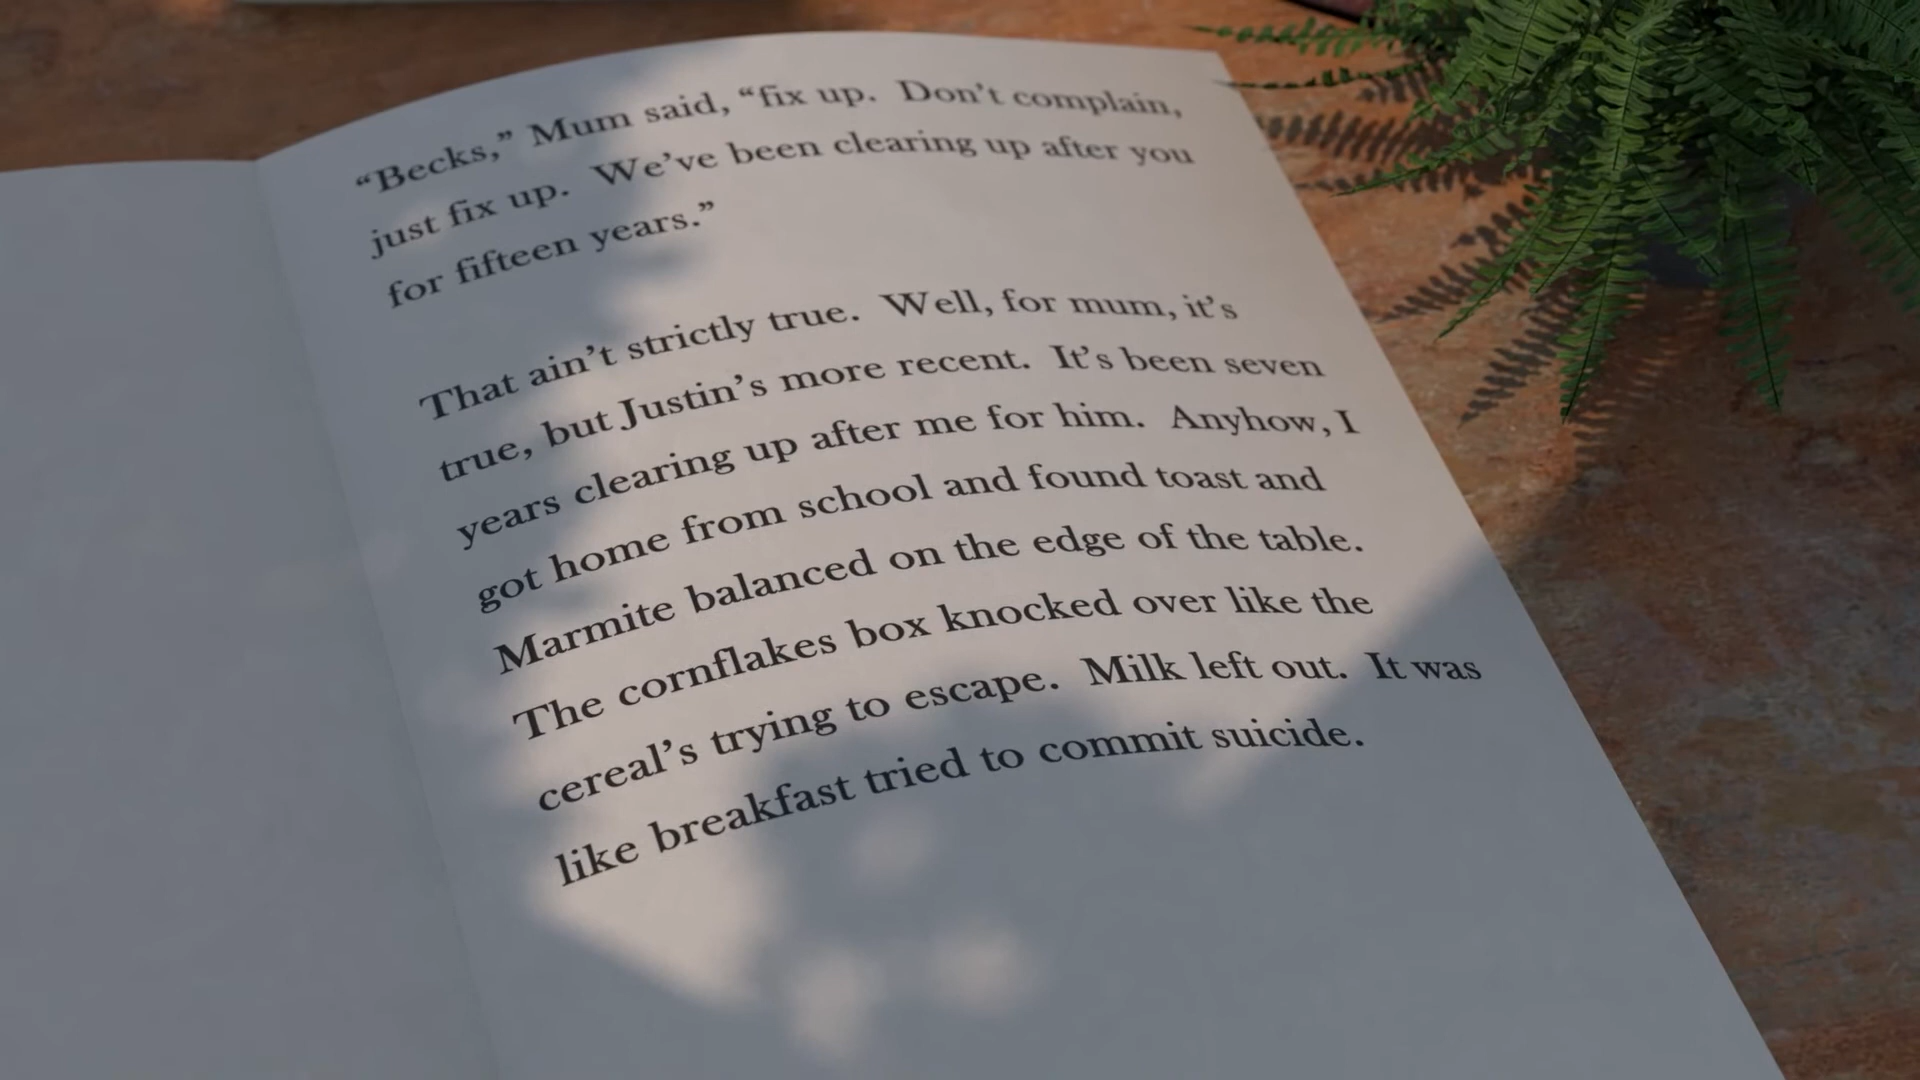 “Becks,” Mum said, “fix up.  Don’t complain,
just fix up.  We’ve been clearing up after you
for fifteen years.”
That ain’t strictly true.  Well, for mum, it’s
true, but Justin’s more recent.  It’s been seven
years clearing up after me for him.  Anyhow, I
got home from school and found toast and
Marmite balanced on the edge of the table.
The cornflakes box knocked over like the
cereal’s trying to escape.  Milk left out.  It was
like breakfast tried to commit suicide.